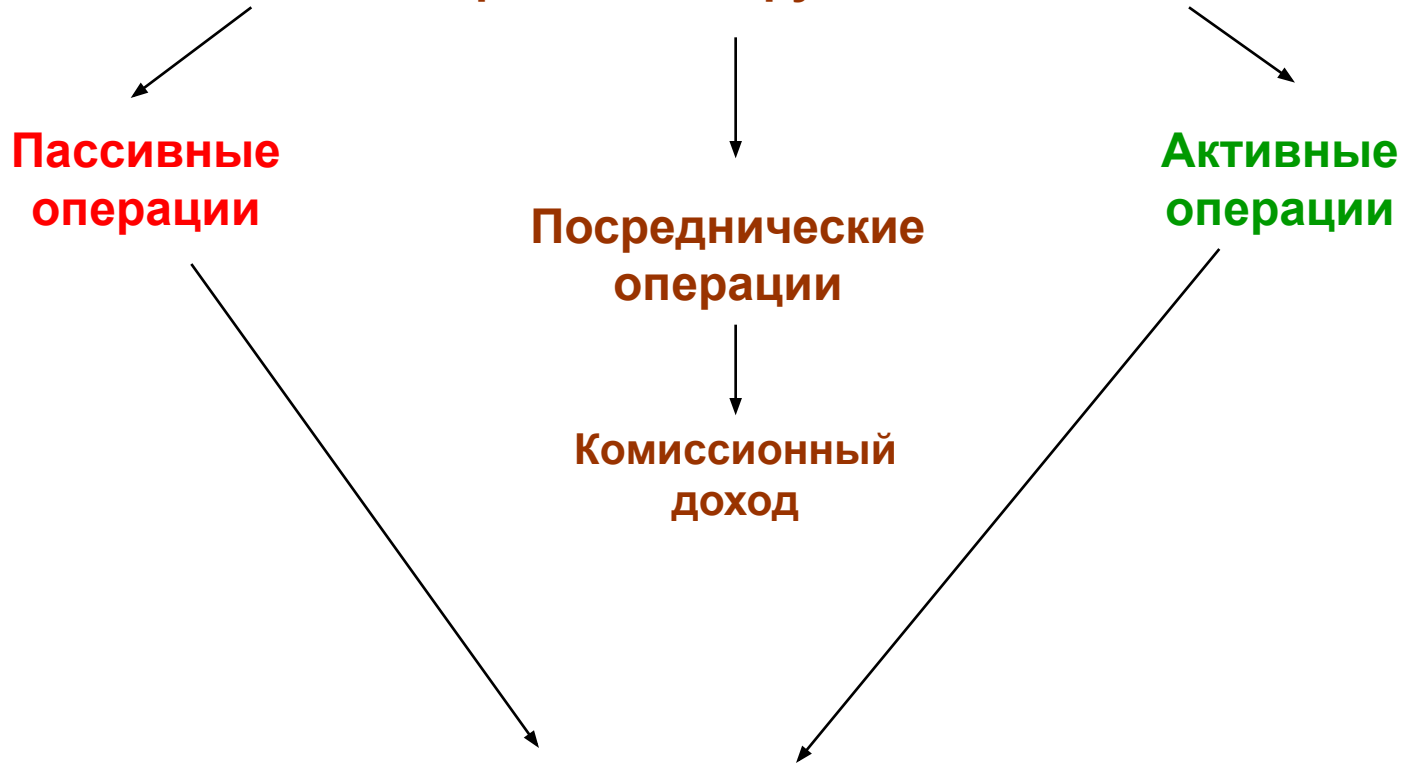 Пассивные
операции
Посреднические
операции
Активные
операции
Комиссионный
доход